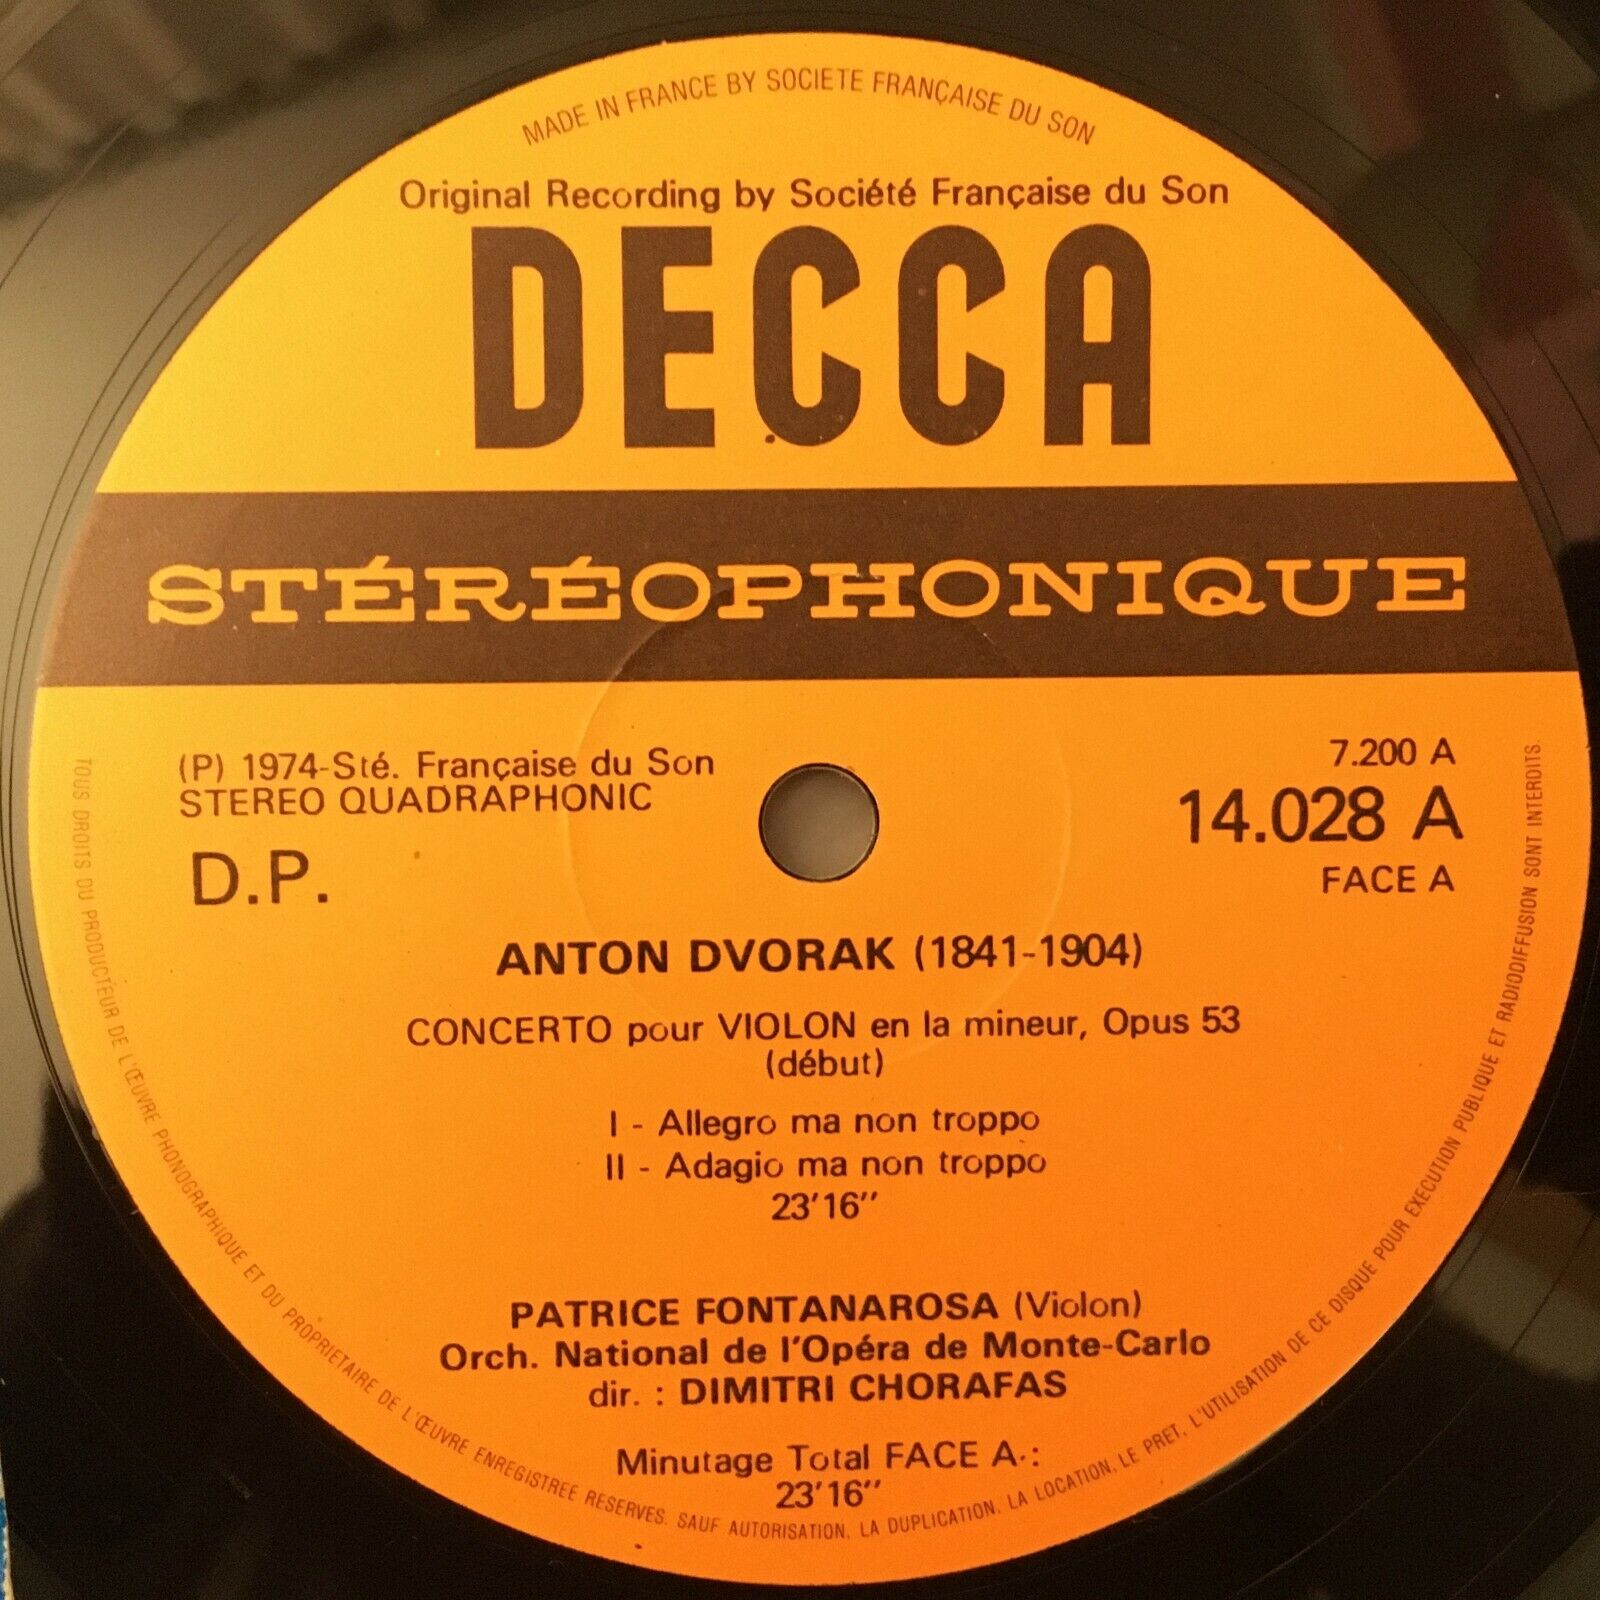 MADE IN FRANCE BY SOCIETE FRANÇAISE DU SON
Original Recording by Société Française du Son
DECCA
STÉRÉOPHONIQUE
(P) 1974-Sté. Française du Son
STEREO QUADRAPHONIC
D.P.
7.200 A
14.028 A
FACE A
ANTON DVORAK (1841-1904)
CONCERTO pour VIOLON en la mineur, Opus 53
(début)
I - Allegro ma non troppo
II - Adagio ma non troppo
23'16''
PATRICE FONTANAROSA (Violon)
Orch. National de l'Opéra de Monte-Carlo
dir. : DIMITRI CHORAFAS
Minutage Total FACE A.:
23'16''
TOUS DROITS DU PRODUCTEUR DE L'ŒUVRE PHONOGRAPHIQUE ET DU PROPRIETAIRE DE L'ŒUVRE ENREGISTREE RESERVES. SAUF AUTORISATION, LA DUPLICATION, LA LOCATION, LE PRET, L'UTILISATION DE CE DISQUE POUR EXECUTION PUBLIQUE ET RADIODIFFUSION SONT INTERDITS.